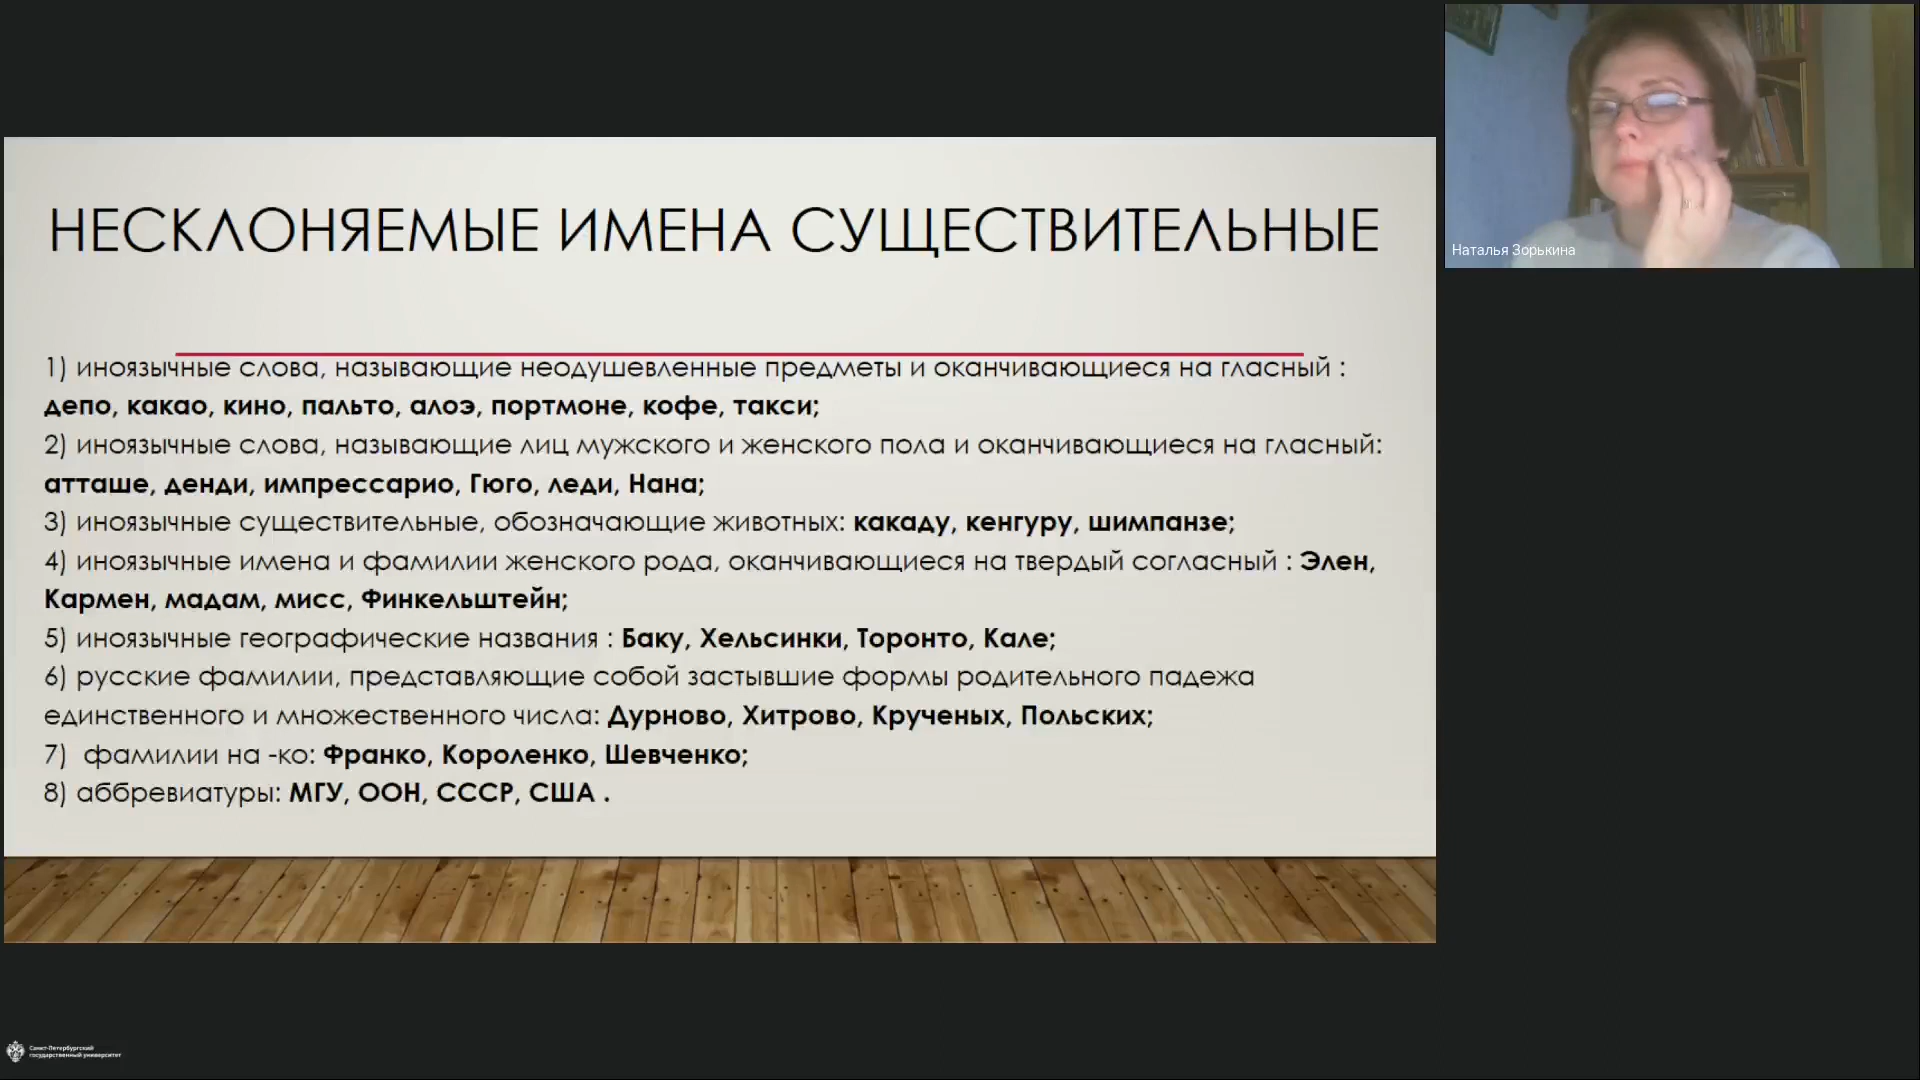 НЕСКЛОНЯЕМЫЕ ИМЕНА СУЩЕСТВИТЕЛЬНЫЕ
1) иноязычные слова, называющие неодушевленные предметы и оканчивающиеся на гласный :
депо, какао, кино, пальто, алоэ, портмоне, кофе, такси;
2) иноязычные слова, называющие лиц мужского и женского пола и оканчивающиеся на гласный:
атташе, денди, импрессарио, Гюго, леди, Нана;
3) иноязычные существительные, обозначающие животных: какаду, кенгуру, шимпанзе;
4) иноязычные имена и фамилии женского рода, оканчивающиеся на твердый согласный : Элен,
Кармен, мадам, мисс, Финкельштейн;
5) иноязычные географические названия : Баку, Хельсинки, Торонто, Кале;
6) русские фамилии, представляющие собой застывшие формы родительного падежа
единственного и множественного числа: Дурново, Хитрово, Крученых, Польских;
7) фамилии на -ко: Франко, Короленко, Шевченко;
8) аббревиатуры: МГУ, ООН, СССР, США .
Наталья Зорькина
Санкт-Петербургский
государственный университет